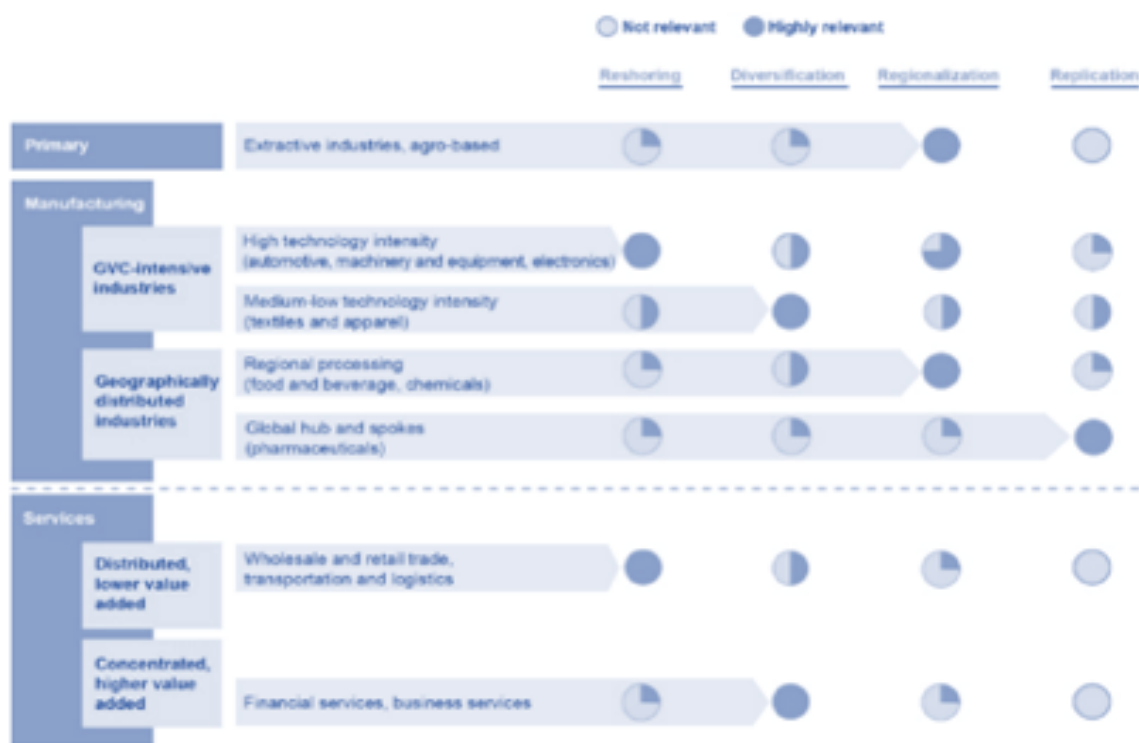 Not relevant Highly relevant
Reshoring Diversification Regionalization Replication
Primary
Extractive industries, agro-based
Manufacturing
GVC-intensive
industries
High technology intensity
(automotive, machinery and equipment, electronics)
Medium-low technology intensity
(textiles and apparel)
Geographically
distributed
industries
Regional processing
(food and beverage, chemicals)
Global hub and spokes
(pharmaceuticals)
Services
Distributed,
lower value
added
Wholesale and retail trade,
transportation and logistics
Concentrated,
higher value
added
Financial services, business services